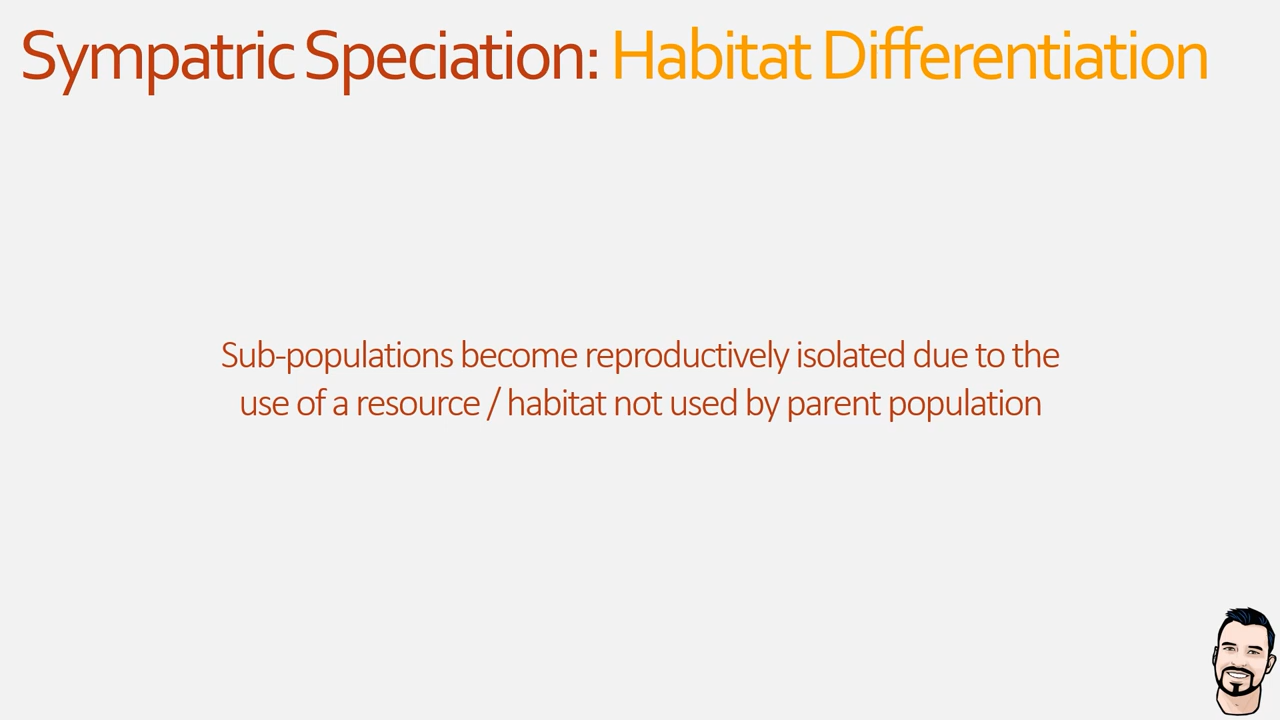 Sympatric Speciation: Habitat Differentiation
Sub-populations become reproductively isolated due to the
use of a resource / habitat not used by parent population